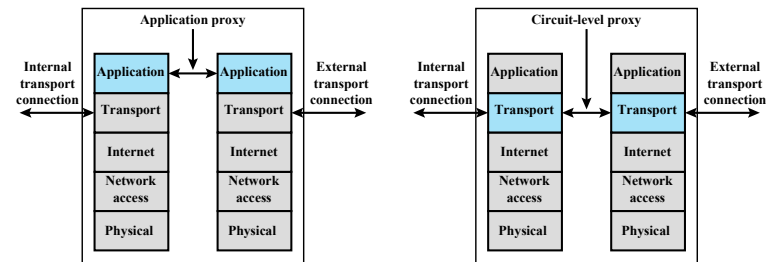 Application proxy
Internal
transport
connection
Application
Transport
Internet
Network
access
Physical
Application
Transport
Internet
Network
access
Physical
External
transport
connection
Circuit-level proxy
Internal
transport
connection
Application
Transport
Internet
Network
access
Physical
Application
Transport
Internet
Network
access
Physical
External
transport
connection